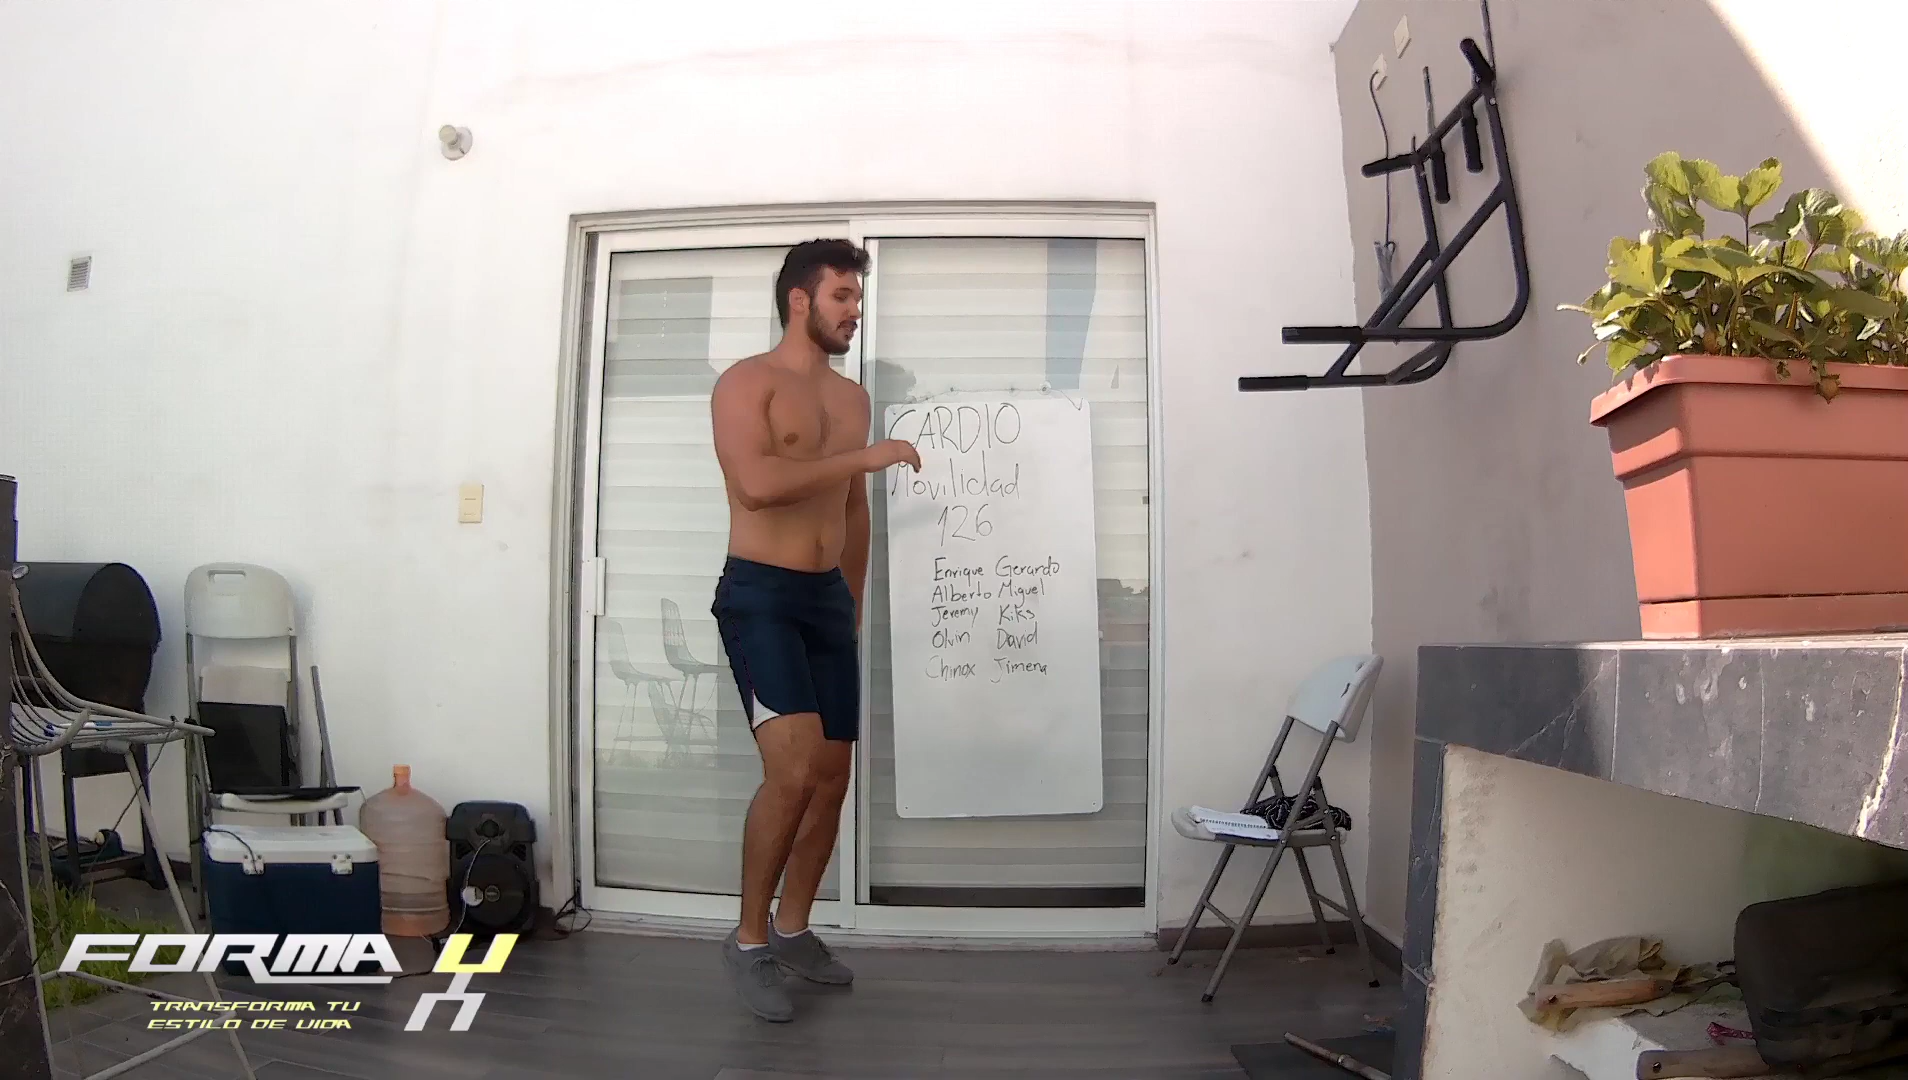 CARDIO
Movilidad
126
Enrique Gerardo
Alberto Miguel
Jeremy Kiks
Olvin David
Chinox Jimena
FORMA
TRANSFORMA TU
ESTILO DE VIDA